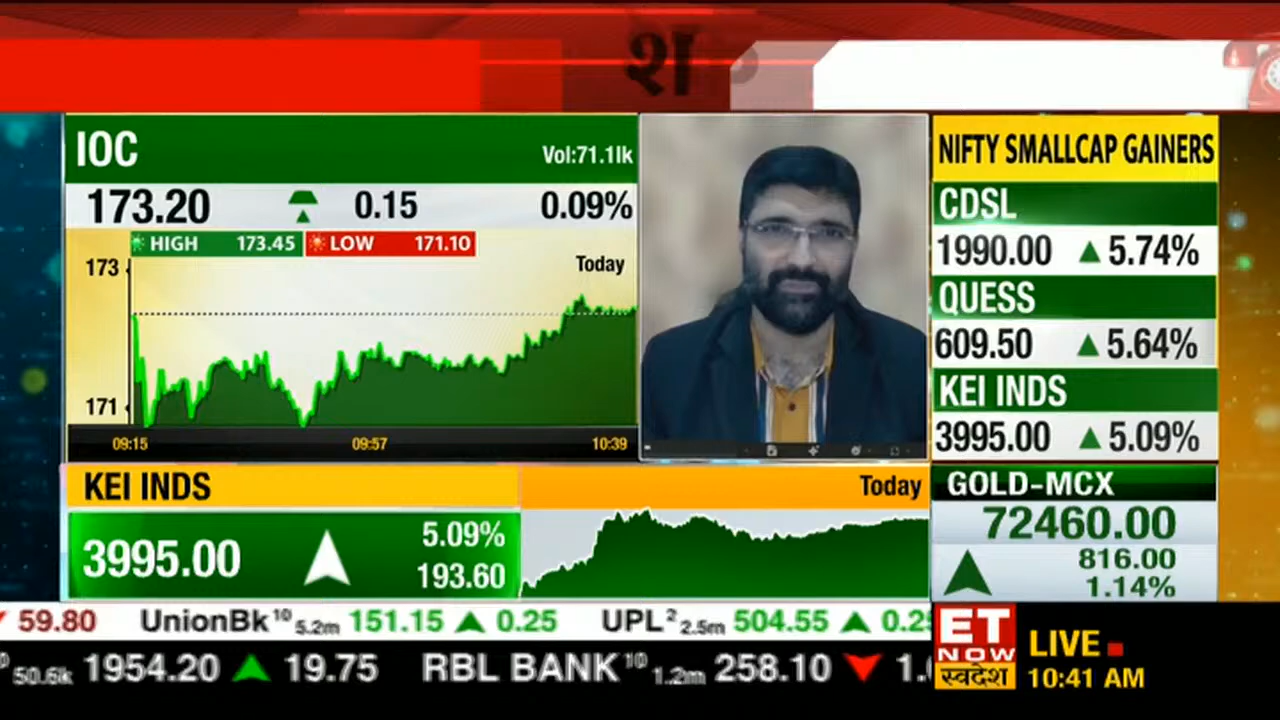 श
IOC
Vol:71.1lk
173.20 0.15 0.09%
HIGH 173.45 LOW 171.10
Today
173
171
09:15 09:57 10:39
NIFTY SMALLCAP GAINERS
CDSL
1990.00 ▲ 5.74%
QUESS
609.50 ▲ 5.64%
KEI INDS
3995.00 ▲ 5.09%
KEI INDS
Today
3995.00
5.09%
193.60
GOLD-MCX
72460.00
816.00
1.14%
59.80 UnionBk 10 5.2m 151.15 ▲ 0.25 UPL 2 2.5m 504.55 ▲ 0.25
50.6k 1954.20 ▲ 19.75 RBL BANK 10 1.2m 258.10 ▼ 1.
ET
NOW
स्वदेश
LIVE
10:41 AM